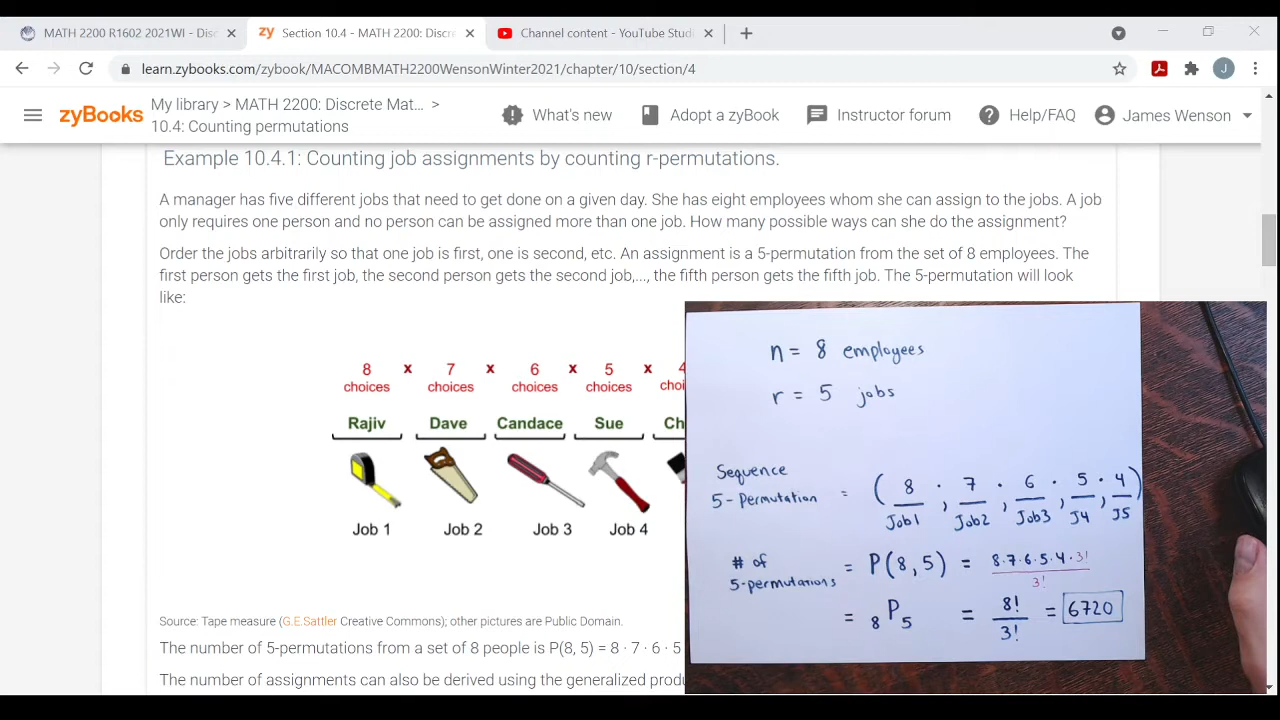 MATH 2200 R1602 2021WI - Disc
Section 10.4 - MATH 2200: Discre
Channel content - YouTube Studi
learn.zybooks.com/zybook/MACOMBMATH2200WensonWinter2021/chapter/10/section/4
J
zyBooks
My library > MATH 2200: Discrete Mat... >
10.4: Counting permutations
What's new
Adopt a zyBook
Instructor forum
Help/FAQ
James Wenson
Example 10.4.1: Counting job assignments by counting r-permutations.
A manager has five different jobs that need to get done on a given day. She has eight employees whom she can assign to the jobs. A job
only requires one person and no person can be assigned more than one job. How many possible ways can she do the assignment?
Order the jobs arbitrarily so that one job is first, one is second, etc. An assignment is a 5-permutation from the set of 8 employees. The
first person gets the first job, the second person gets the second job,..., the fifth person gets the fifth job. The 5-permutation will look
like:
8 x 7 x 6 x 5 x 4
choices choices choices choices choi
Rajiv Dave Candace Sue Ch
Job 1 Job 2 Job 3 Job 4
Source: Tape measure (G.E.Sattler Creative Commons); other pictures are Public Domain.
The number of 5-permutations from a set of 8 people is P(8, 5) = 8 · 7 · 6 · 5
The number of assignments can also be derived using the generalized produ
n = 8 employees
r = 5 jobs
Sequence
5-Permutation = (8 · 7 · 6 · 5 · 4)
Job1, Job2, Job3, J4, J5
# of
5-permutations = P(8,5) = 8·7·6·5·4·3!
3!
= 8P5 = 8! = 6720
3!